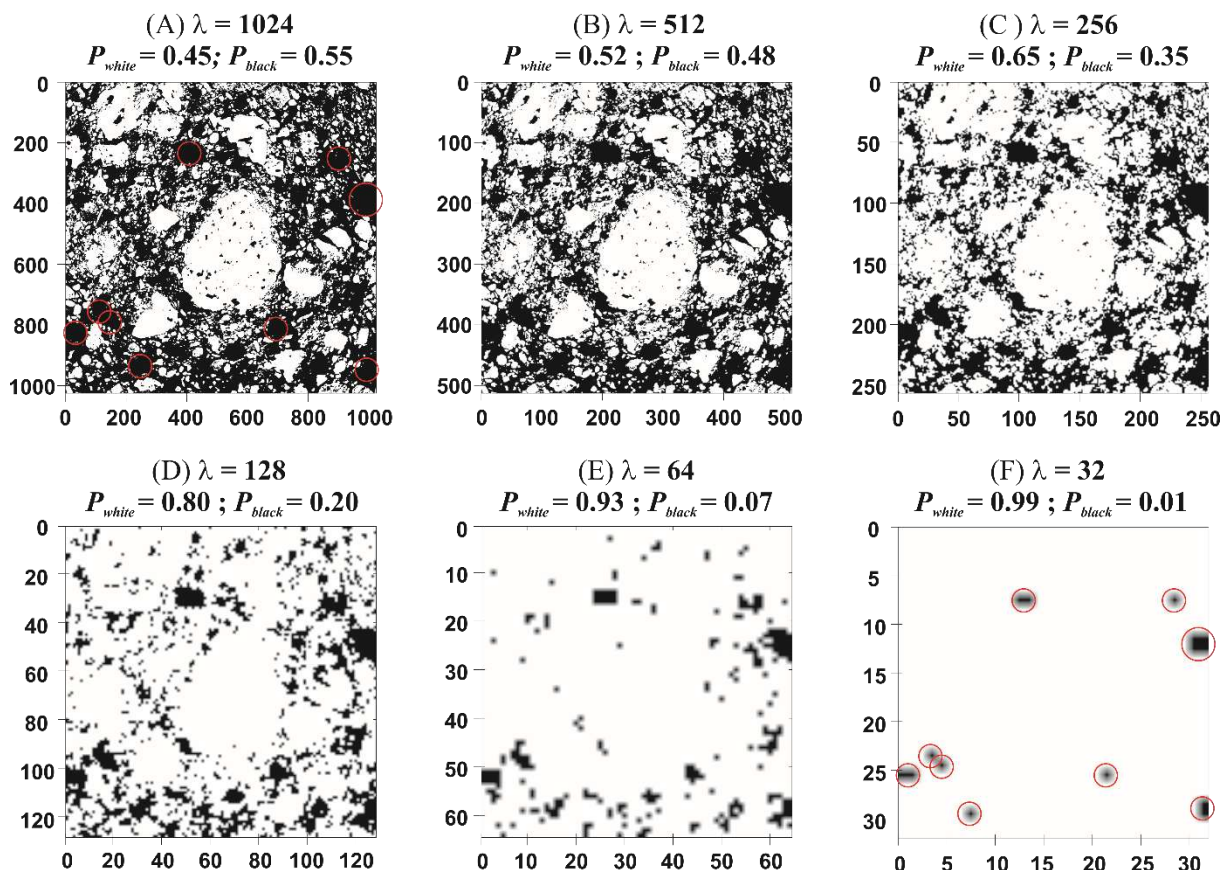 (A) λ = 1024
P_white = 0.45; P_black = 0.55
(B) λ = 512
P_white = 0.52 ; P_black = 0.48
(C) λ = 256
P_white = 0.65 ; P_black = 0.35
0
200
400
600
800
1000
0 200 400 600 800 1000
0
100
200
300
400
500
0 100 200 300 400 500
0
50
100
150
200
250
0 50 100 150 200 250
(D) λ = 128
P_white = 0.80 ; P_black = 0.20
(E) λ = 64
P_white = 0.93 ; P_black = 0.07
(F) λ = 32
P_white = 0.99 ; P_black = 0.01
0
20
40
60
80
100
120
0 20 40 60 80 100 120
0
10
20
30
40
50
60
0 10 20 30 40 50 60
0
5
10
15
20
25
30
0 5 10 15 20 25 30